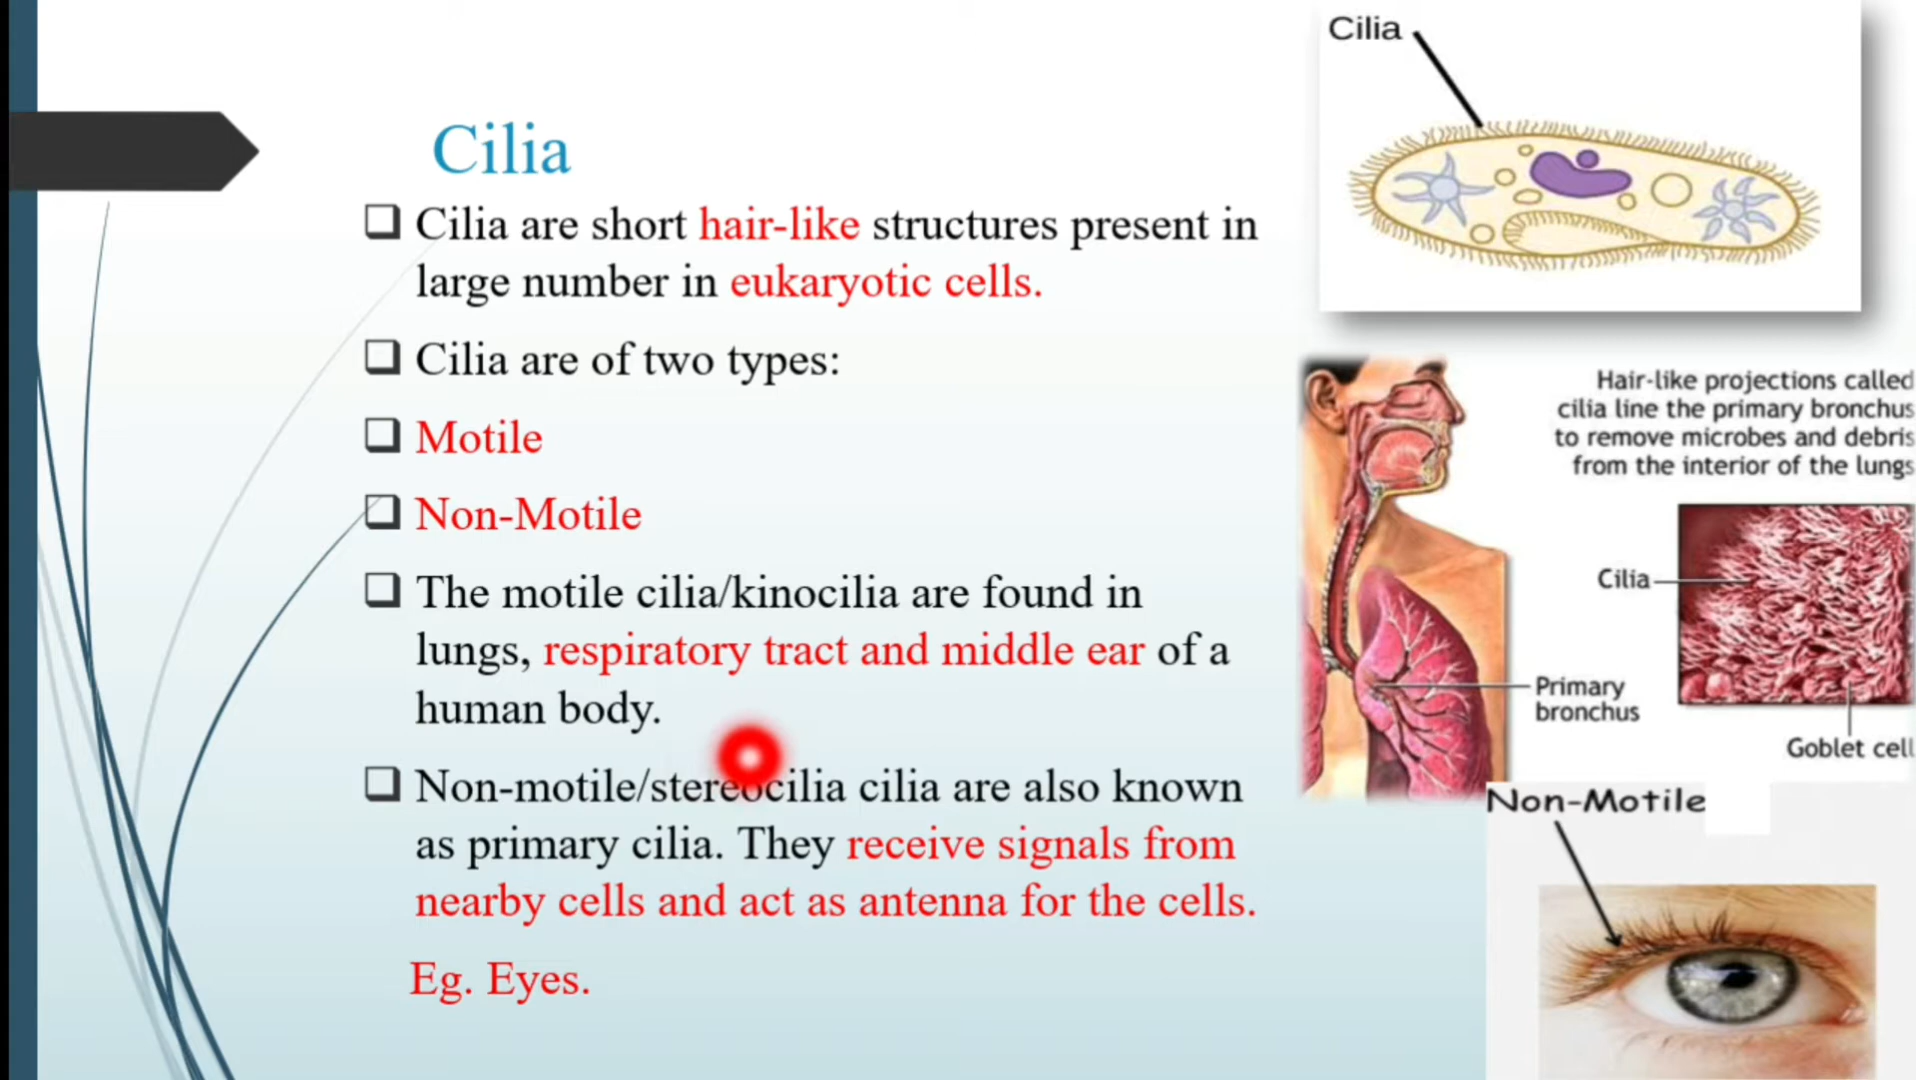 Cilia
Cilia are short hair-like structures present in
large number in eukaryotic cells.
Cilia are of two types:
Motile
Non-Motile
The motile cilia/kinocilia are found in
lungs, respiratory tract and middle ear of a
human body.
Non-motile/stereocilia cilia are also known
as primary cilia. They receive signals from
nearby cells and act as antenna for the cells.
Eg. Eyes.
Cilia
Hair-like projections called
cilia line the primary bronchus
to remove microbes and debris
from the interior of the lungs
Cilia
Primary
bronchus
Goblet cell
Non-Motile